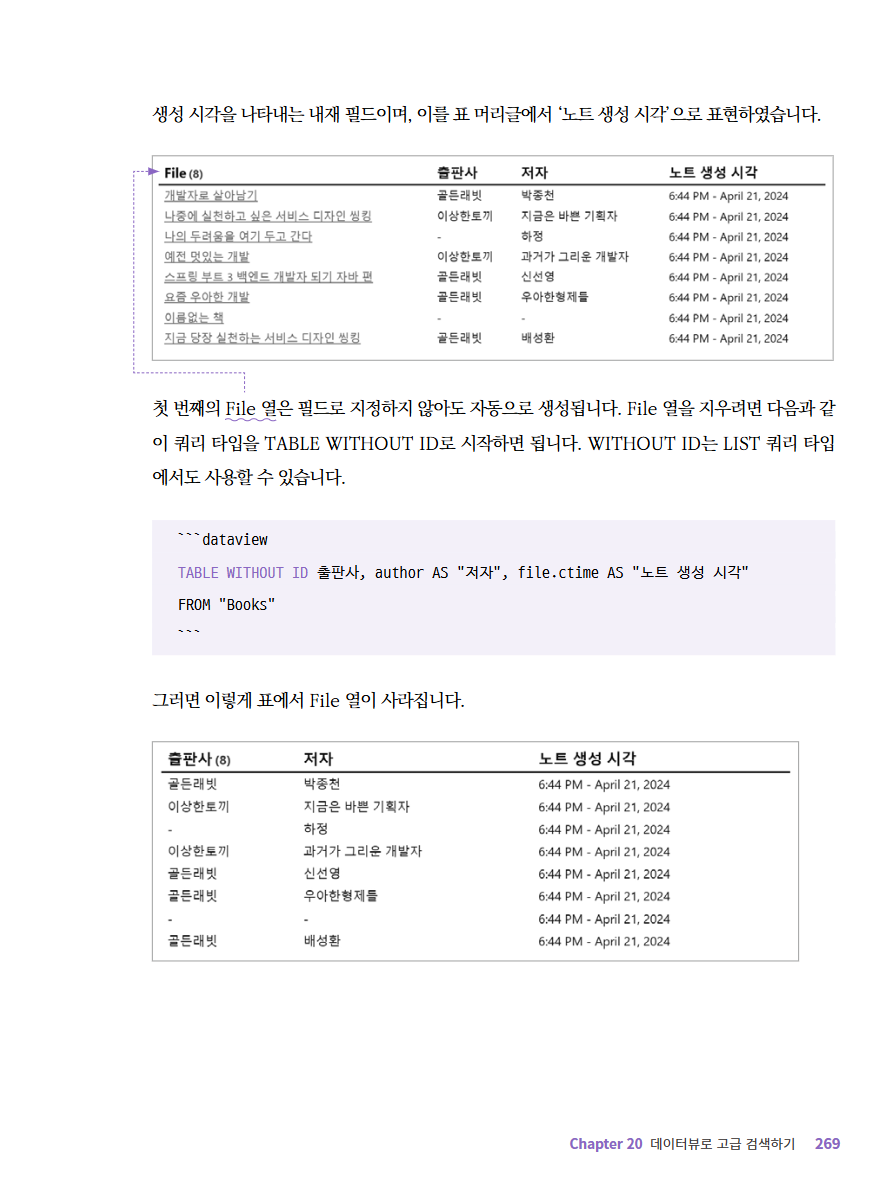 생성 시각을 나타내는 내재 필드이며, 이를 표 머리글에서 ‘노트 생성 시각’으로 표현하였습니다.
File (8) 출판사 저자 노트 생성 시각
개발자로 살아남기 골든래빗 박종천 6:44 PM - April 21, 2024
나중에 실천하고 싶은 서비스 디자인 씽킹 이상한토끼 지금은 바쁜 기획자 6:44 PM - April 21, 2024
나의 두려움을 여기 두고 간다 - 하정 6:44 PM - April 21, 2024
예전 멋있는 개발 이상한토끼 과거가 그리운 개발자 6:44 PM - April 21, 2024
스프링 부트 3 백엔드 개발자 되기 자바 편 골든래빗 신선영 6:44 PM - April 21, 2024
요즘 우아한 개발 골든래빗 우아한형제들 6:44 PM - April 21, 2024
이름없는 책 - - 6:44 PM - April 21, 2024
지금 당장 실천하는 서비스 디자인 씽킹 골든래빗 배성환 6:44 PM - April 21, 2024
첫 번째의 File 열은 필드로 지정하지 않아도 자동으로 생성됩니다. File 열을 지우려면 다음과 같
이 쿼리 타입을 TABLE WITHOUT ID로 시작하면 됩니다. WITHOUT ID는 LIST 쿼리 타입
에서도 사용할 수 있습니다.
```dataview
TABLE WITHOUT ID 출판사, author AS "저자", file.ctime AS "노트 생성 시각"
FROM "Books"
```
그러면 이렇게 표에서 File 열이 사라집니다.
출판사 (8) 저자 노트 생성 시각
골든래빗 박종천 6:44 PM - April 21, 2024
이상한토끼 지금은 바쁜 기획자 6:44 PM - April 21, 2024
- 하정 6:44 PM - April 21, 2024
이상한토끼 과거가 그리운 개발자 6:44 PM - April 21, 2024
골든래빗 신선영 6:44 PM - April 21, 2024
골든래빗 우아한형제들 6:44 PM - April 21, 2024
- - 6:44 PM - April 21, 2024
골든래빗 배성환 6:44 PM - April 21, 2024
Chapter 20 데이터뷰로 고급 검색하기 269